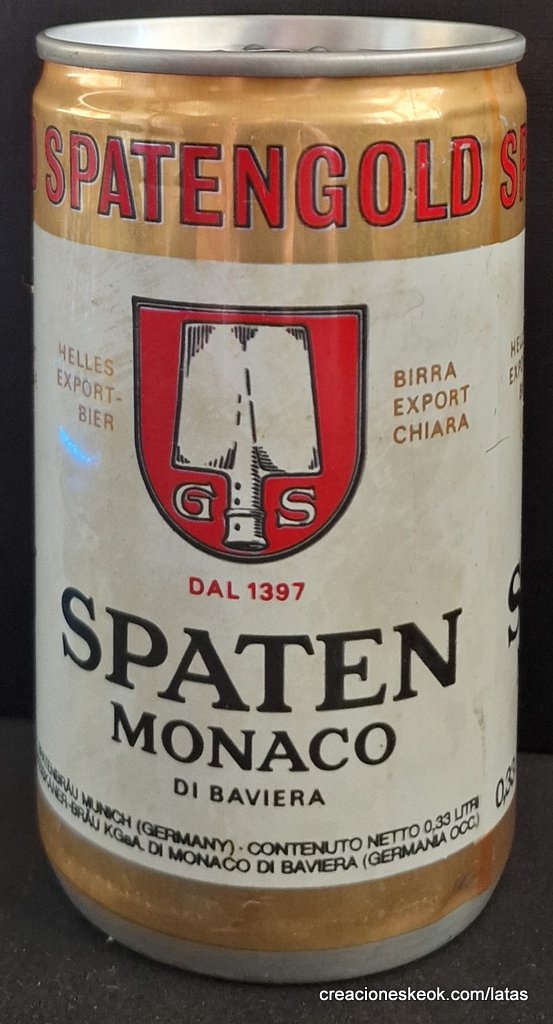 SPATENGOLD
HELLES
EXPORT-
BIER
BIRRA
EXPORT
CHIARA
G S
DAL 1397
SPATEN
MONACO
DI BAVIERA
MUNICH (GERMANY) · CONTENUTO NETTO 0,33 LITRI
-BRÄU KGaA. DI MONACO DI BAVIERA (GERMANIA OCC.)
creacioneskeok.com/latas